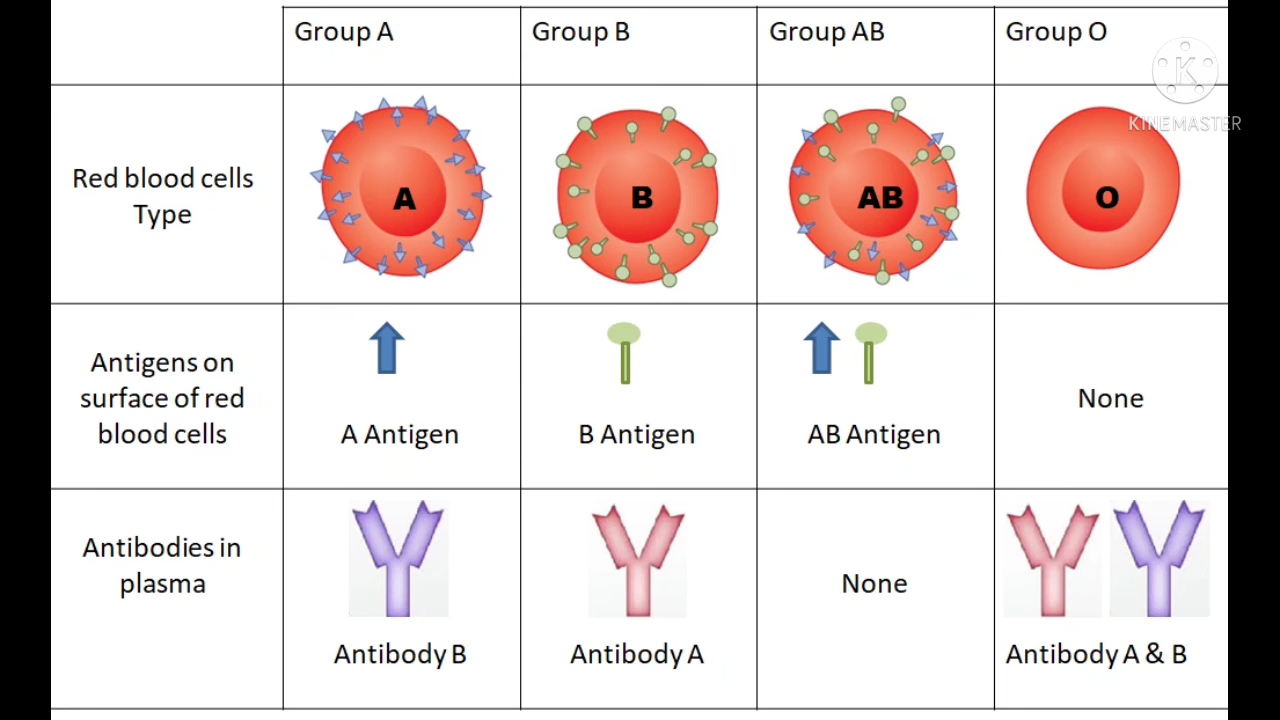 Group A
Group B
Group AB
Group O
K
KINEMASTER
Red blood cells
Type
A
B
AB
O
Antigens on
surface of red
blood cells
A Antigen
B Antigen
AB Antigen
None
Antibodies in
plasma
Antibody B
Antibody A
None
Antibody A & B